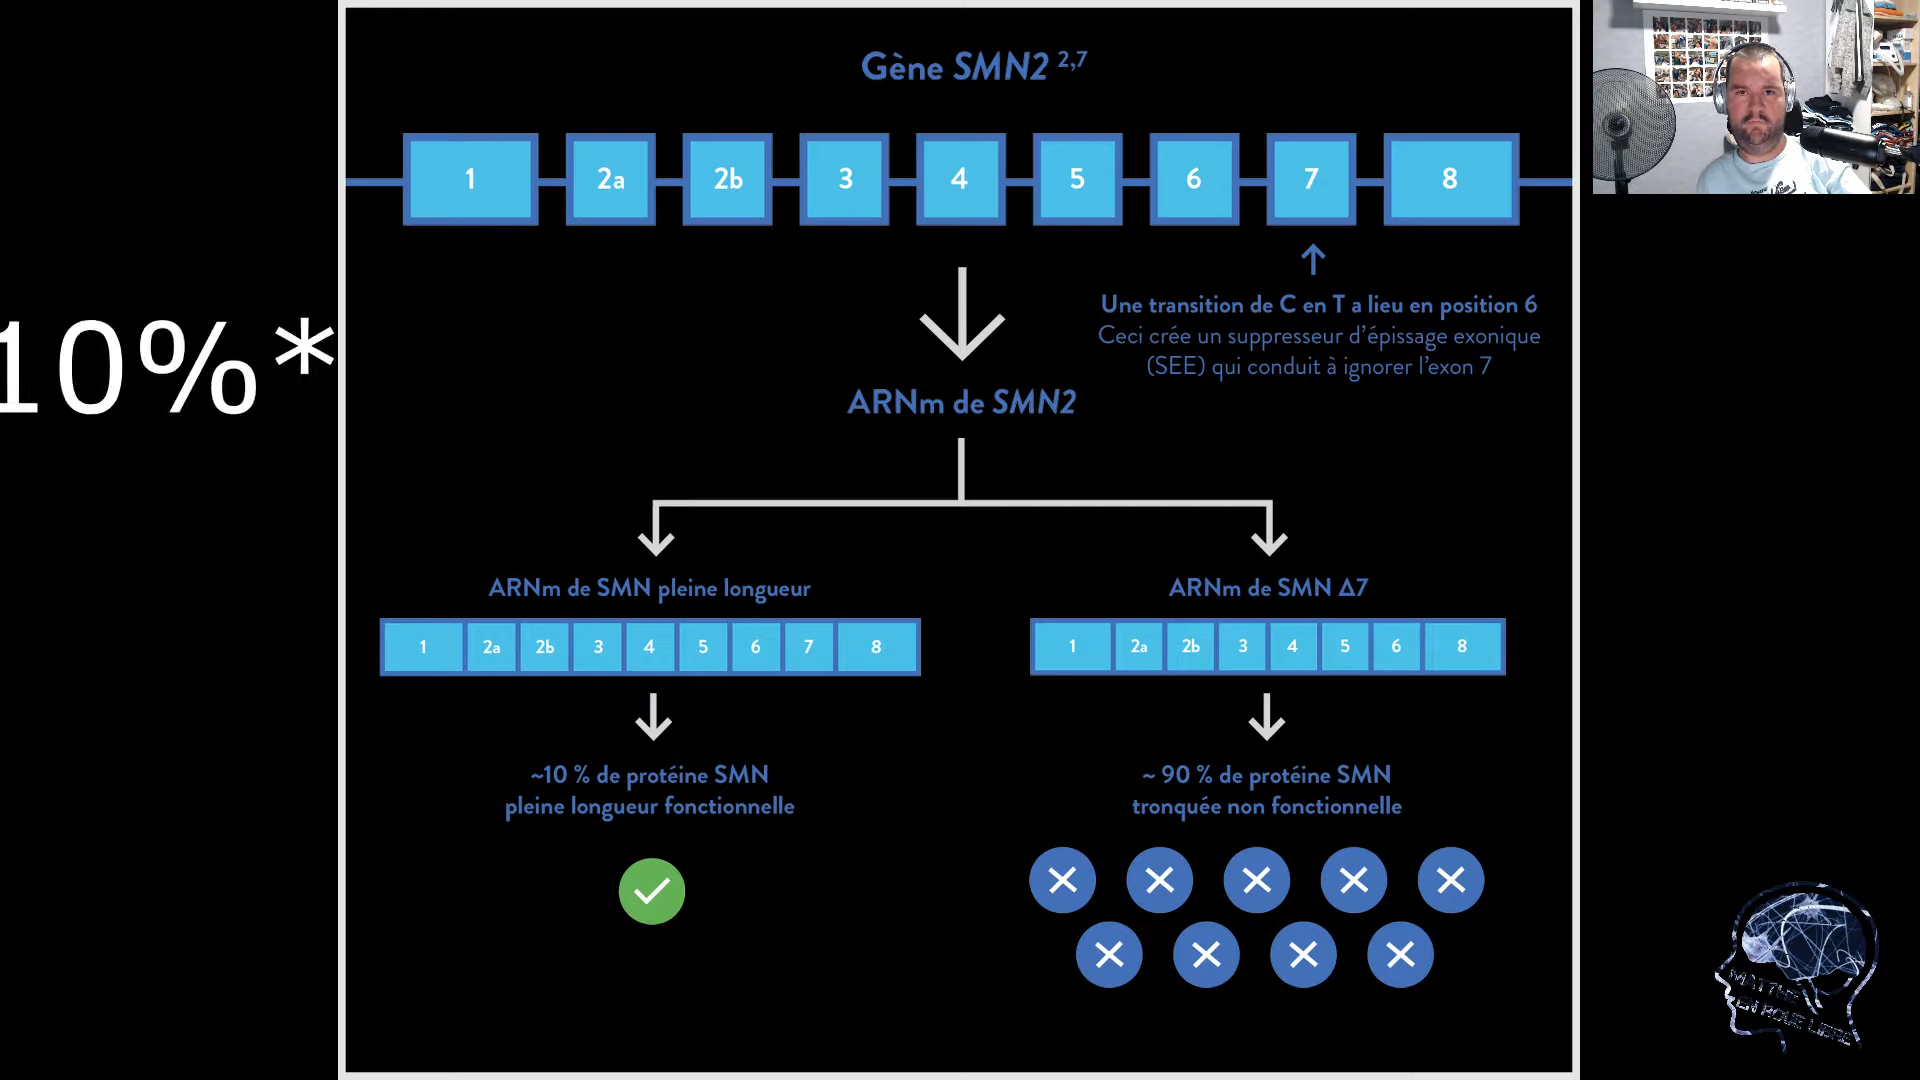 Gène SMN2 2,7
1 2a 2b 3 4 5 6 7 8
Une transition de C en T a lieu en position 6
Ceci crée un suppresseur d'épissage exonique
(SEE) qui conduit à ignorer l'exon 7
10%*
ARNm de SMN2
ARNm de SMN pleine longueur
1 2a 2b 3 4 5 6 7 8
~10 % de protéine SMN
pleine longueur fonctionnelle
ARNm de SMN Δ7
1 2a 2b 3 4 5 6 8
~ 90 % de protéine SMN
tronquée non fonctionnelle
EN ROUE LIBRE